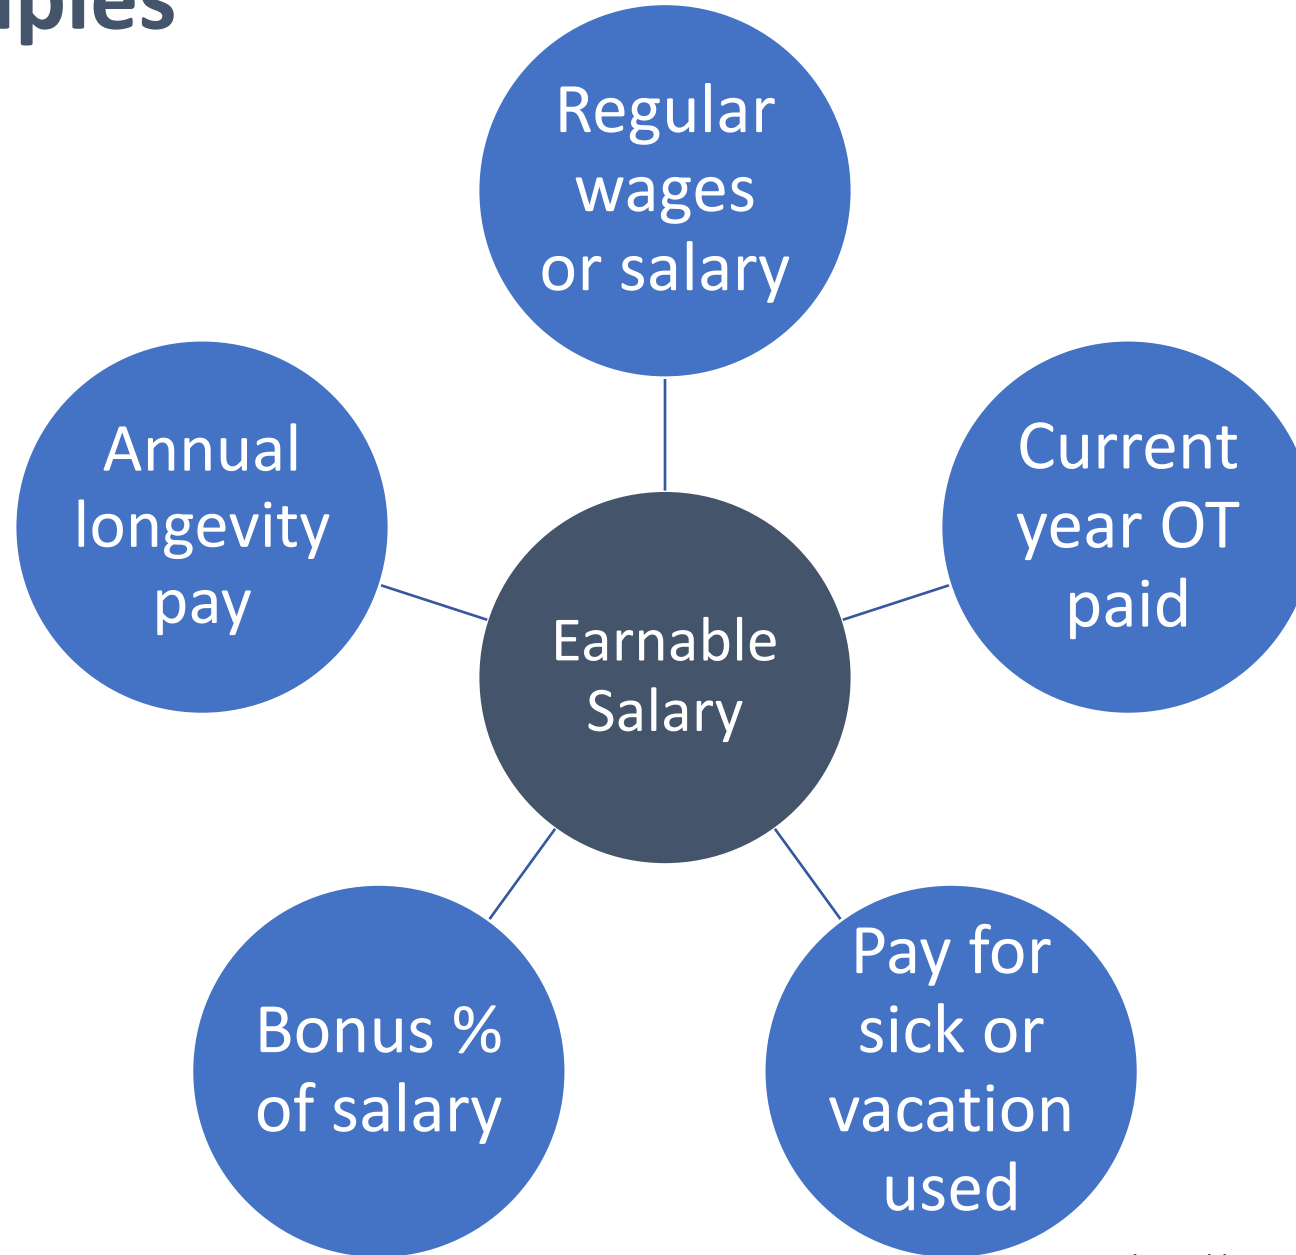 Regular
wages
or salary
Annual
longevity
pay
Current
year OT
paid
Earnable
Salary
Bonus %
of salary
Pay for
sick or
vacation
used